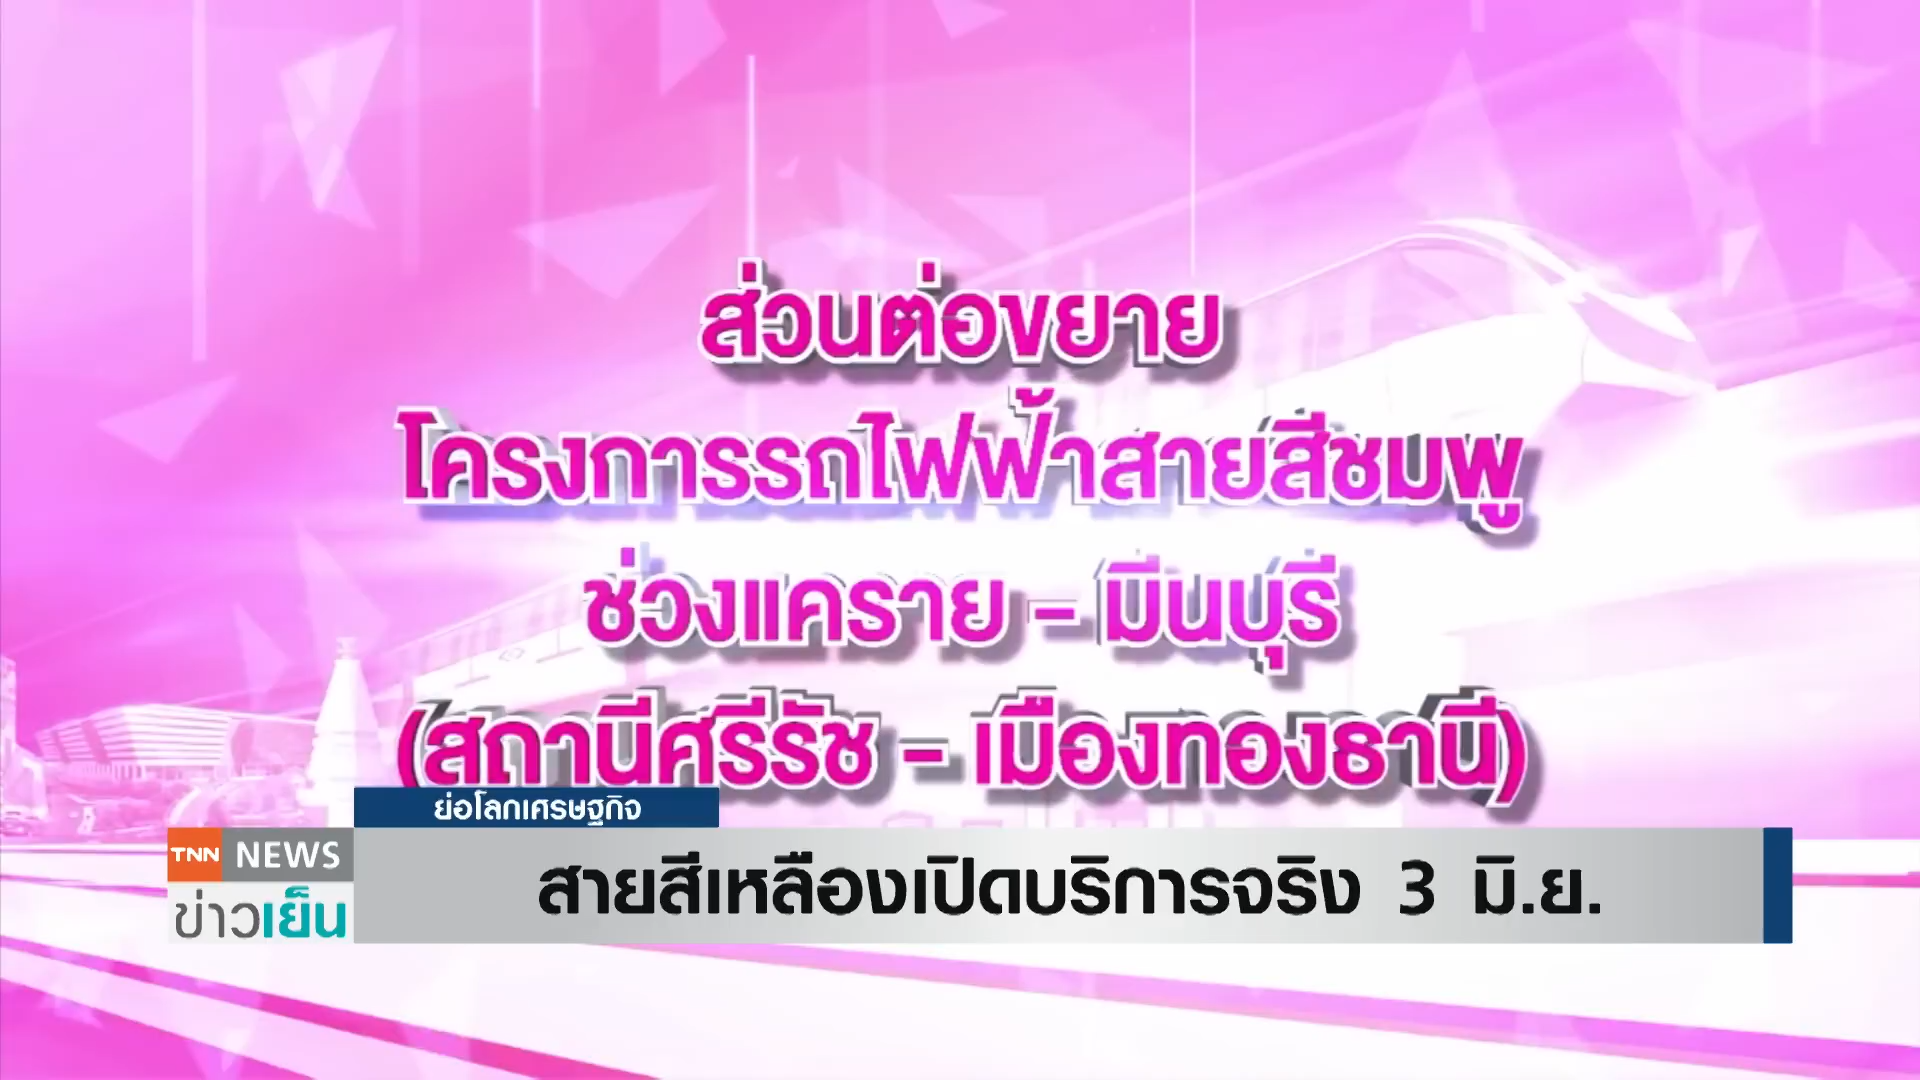 ส่วนต่อขยาย
โครงการรถไฟฟ้าสายสีชมพู
ช่วงแคราย - มีนบุรี
(สถานีศรีรัช - เมืองทองธานี)
ย่อโลกเศรษฐกิจ
TNN NEWS
ข่าวเย็น
สายสีเหลืองเปิดบริการจริง 3 มิ.ย.